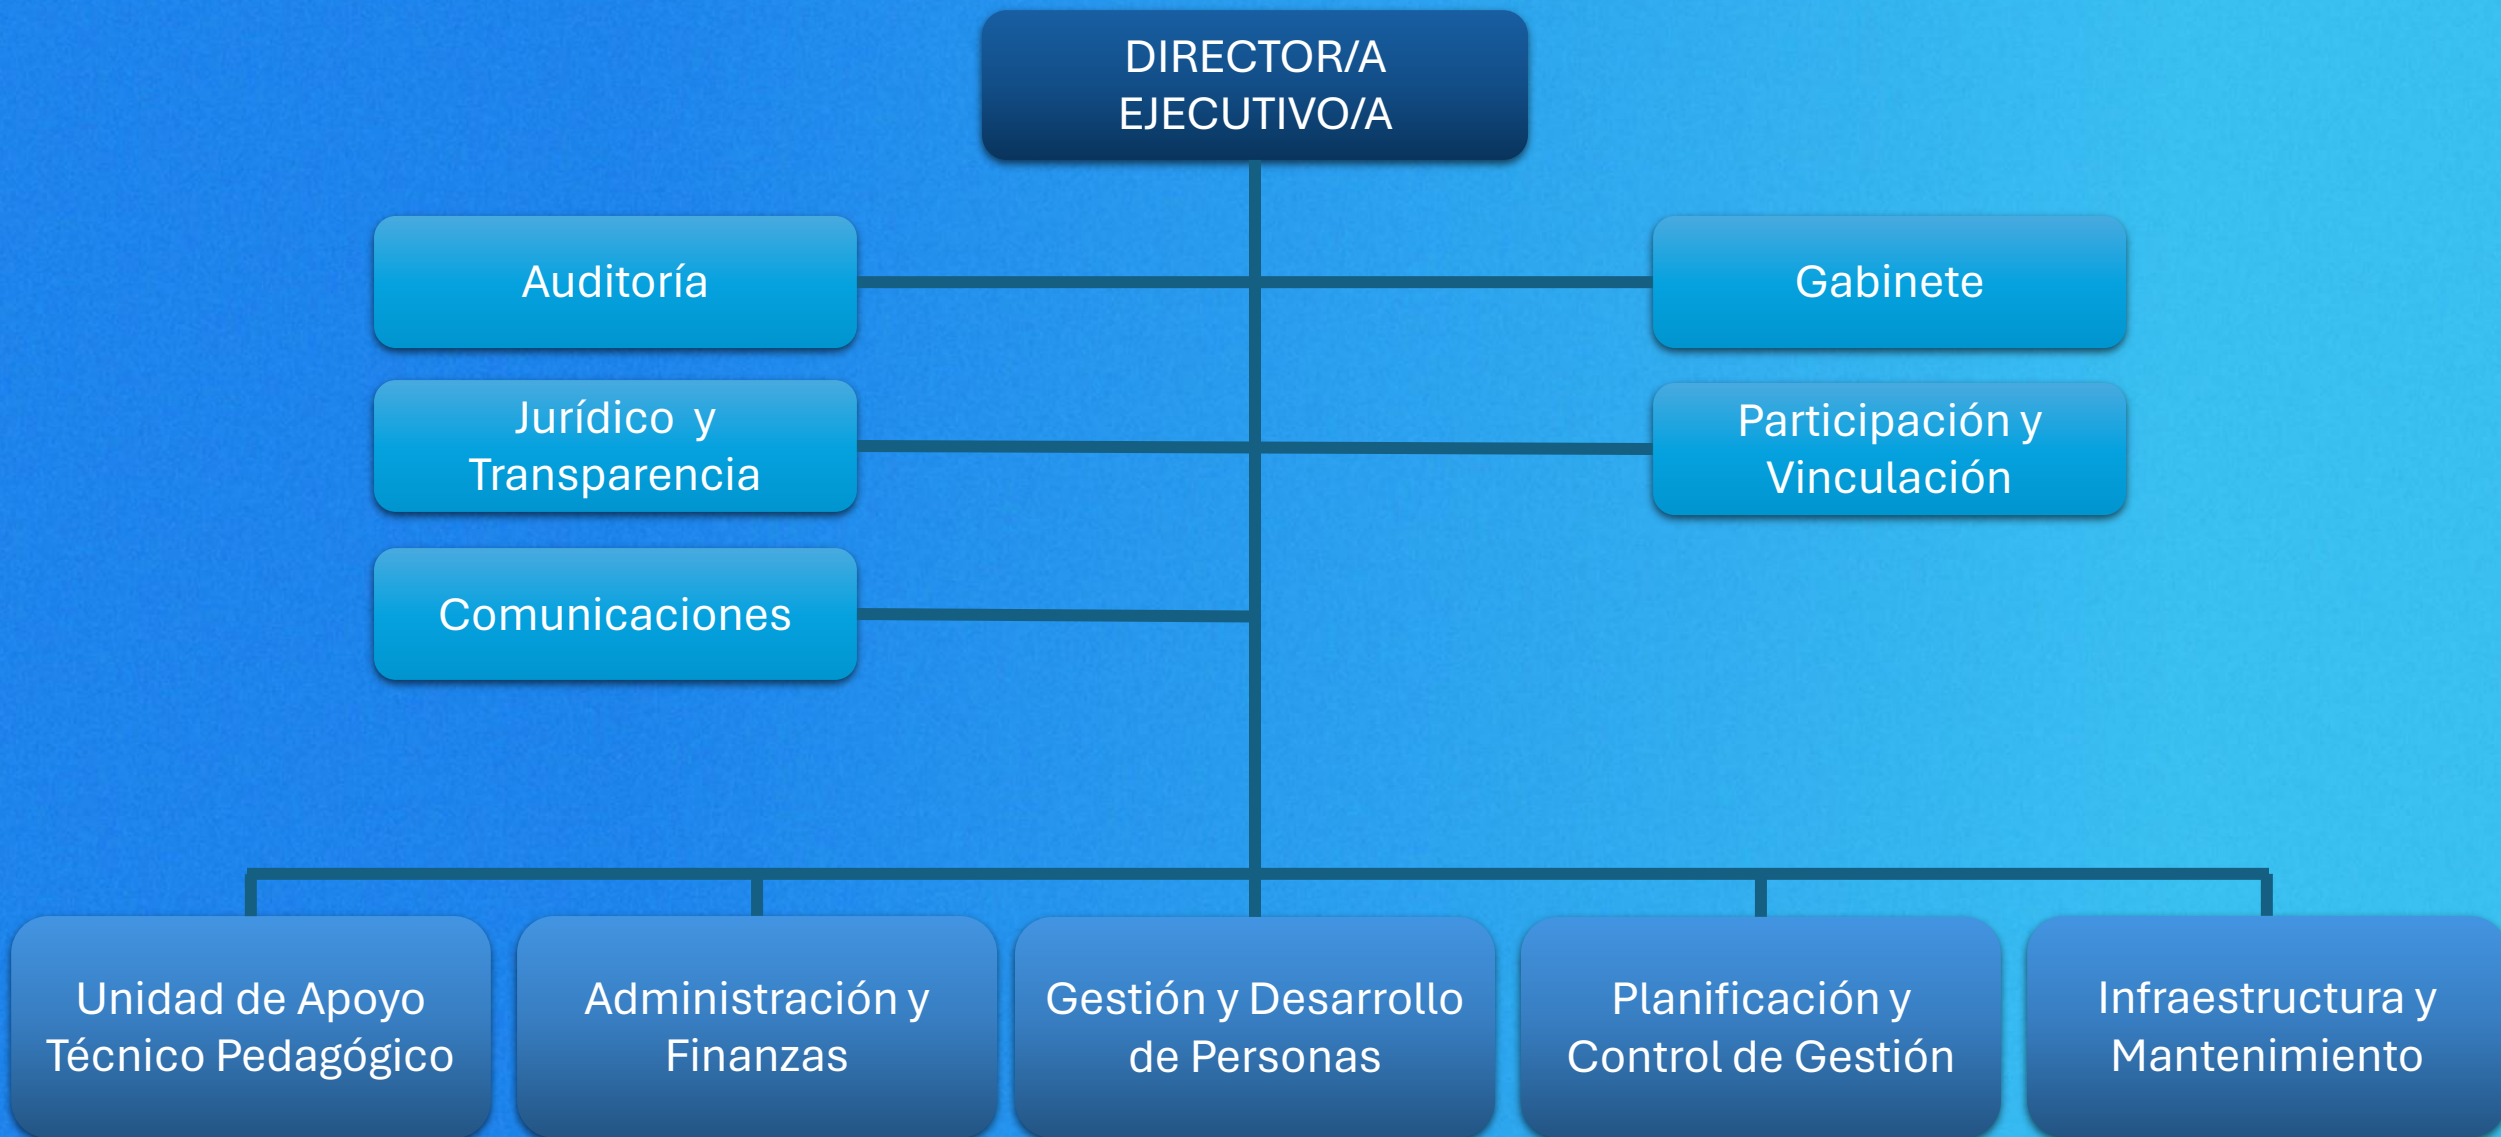 DIRECTOR/A
EJECUTIVO/A
Auditoría
Gabinete
Jurídico y
Transparencia
Participación y
Vinculación
Comunicaciones
Unidad de Apoyo
Técnico Pedagógico
Administración y
Finanzas
Gestión y Desarrollo
de Personas
Planificación y
Control de Gestión
Infraestructura y
Mantenimiento